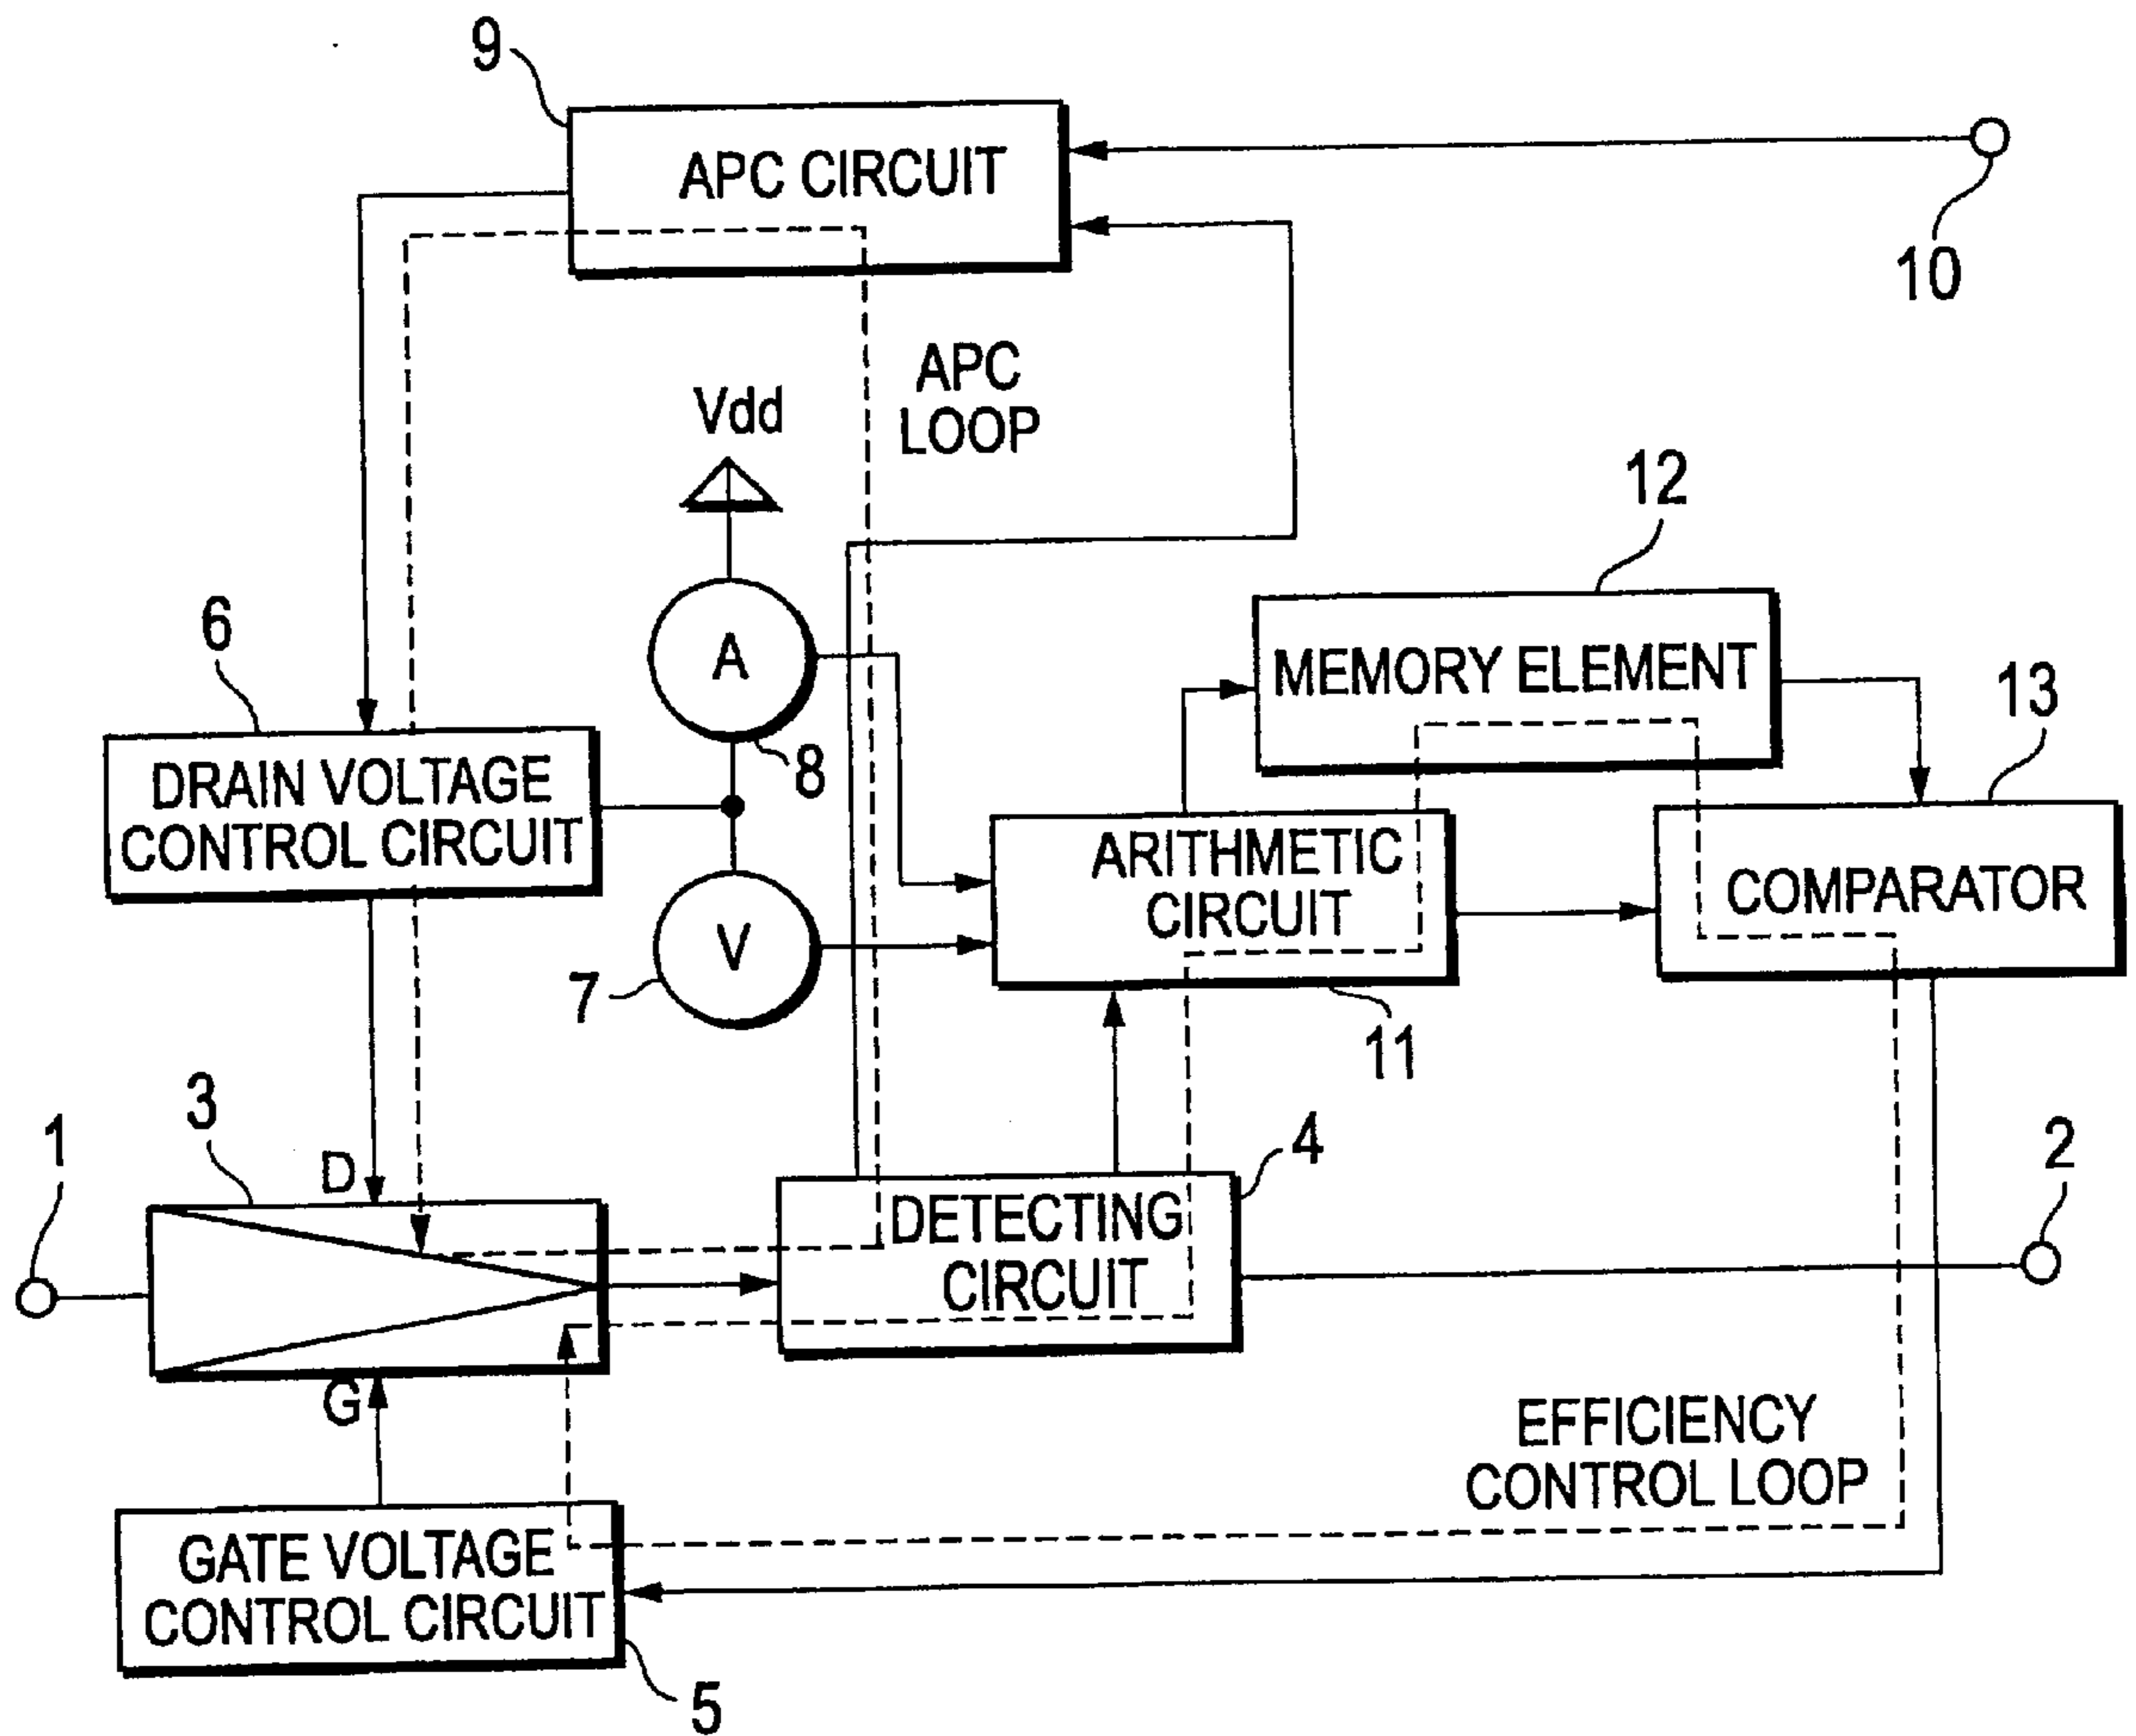 9
APC CIRCUIT
10
APC
LOOP
Vdd
12
6
A
MEMORY ELEMENT
13
8
DRAIN VOLTAGE
CONTROL CIRCUIT
ARITHMETIC
CIRCUIT
COMPARATOR
V
7
11
3
1
D
4
2
DETECTING
CIRCUIT
G
EFFICIENCY
CONTROL LOOP
GATE VOLTAGE
CONTROL CIRCUIT
5